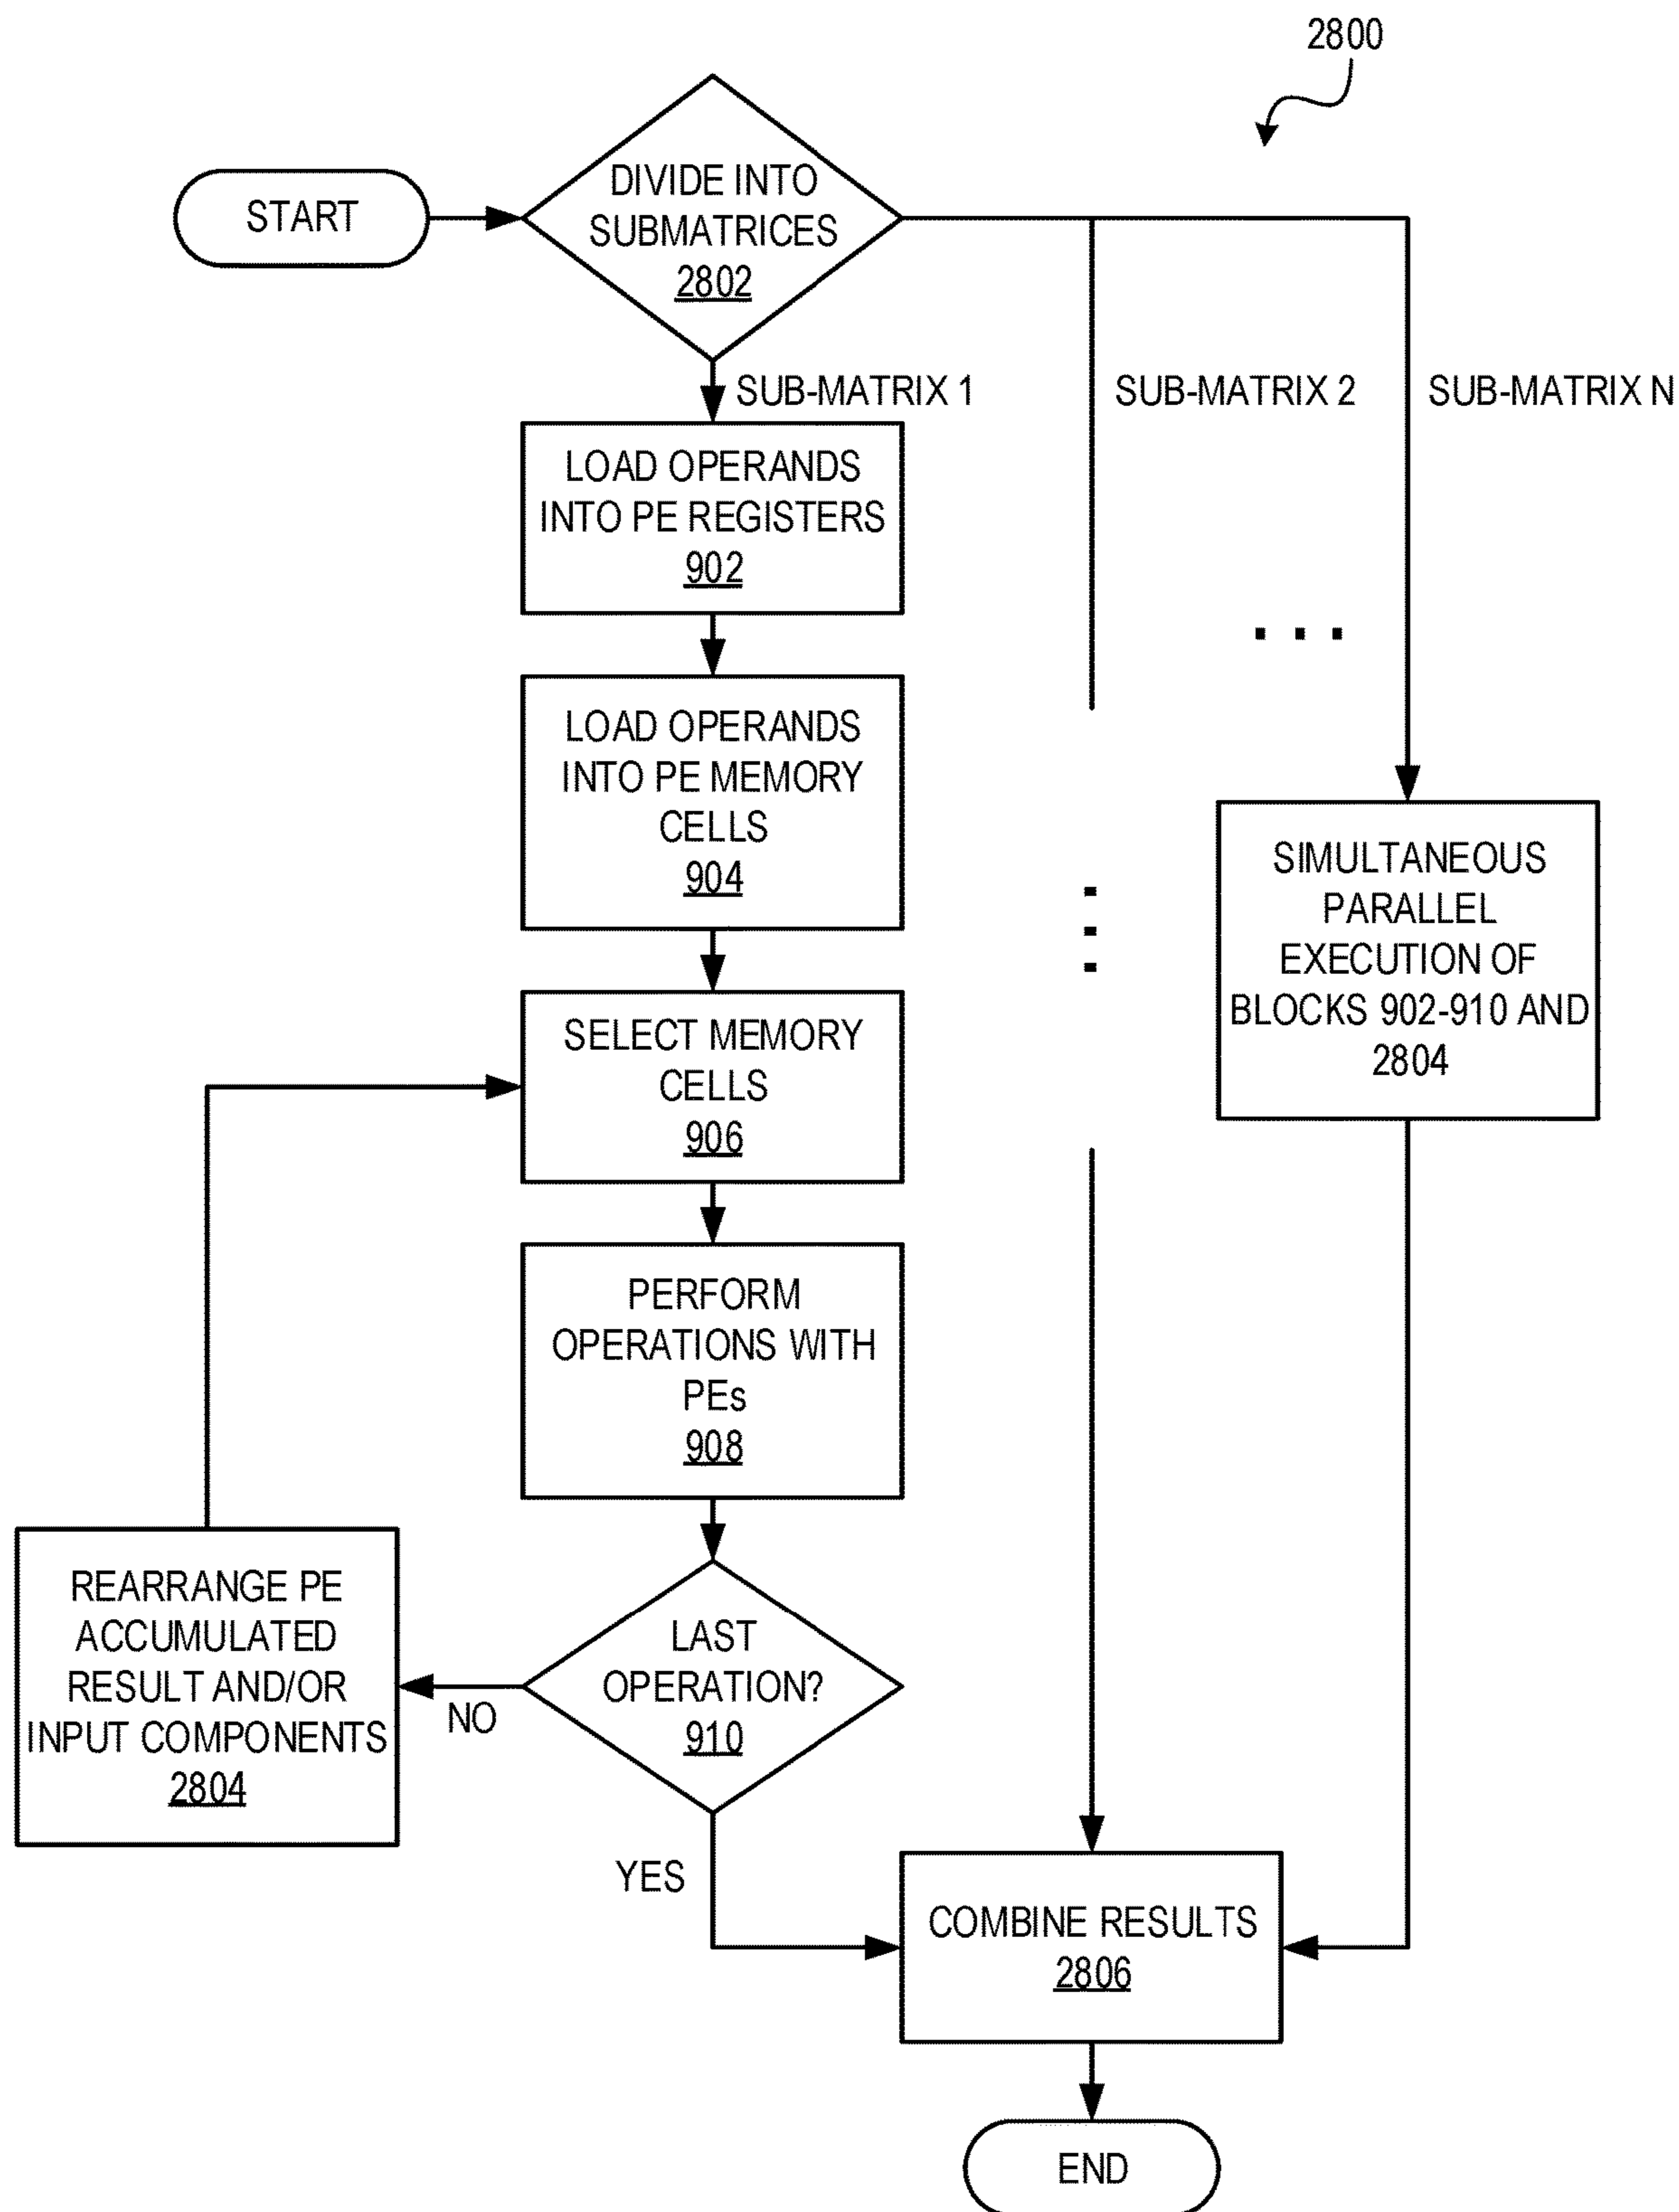 2800
START
DIVIDE INTO
SUBMATRICES
2802
SUB-MATRIX 1
SUB-MATRIX 2
SUB-MATRIX N
LOAD OPERANDS
INTO PE REGISTERS
902
LOAD OPERANDS
INTO PE MEMORY
CELLS
904
SIMULTANEOUS
PARALLEL
EXECUTION OF
BLOCKS 902-910 AND
2804
SELECT MEMORY
CELLS
906
PERFORM
OPERATIONS WITH
PEs
908
REARRANGE PE
ACCUMULATED
RESULT AND/OR
INPUT COMPONENTS
2804
LAST
OPERATION?
910
NO
YES
COMBINE RESULTS
2806
END